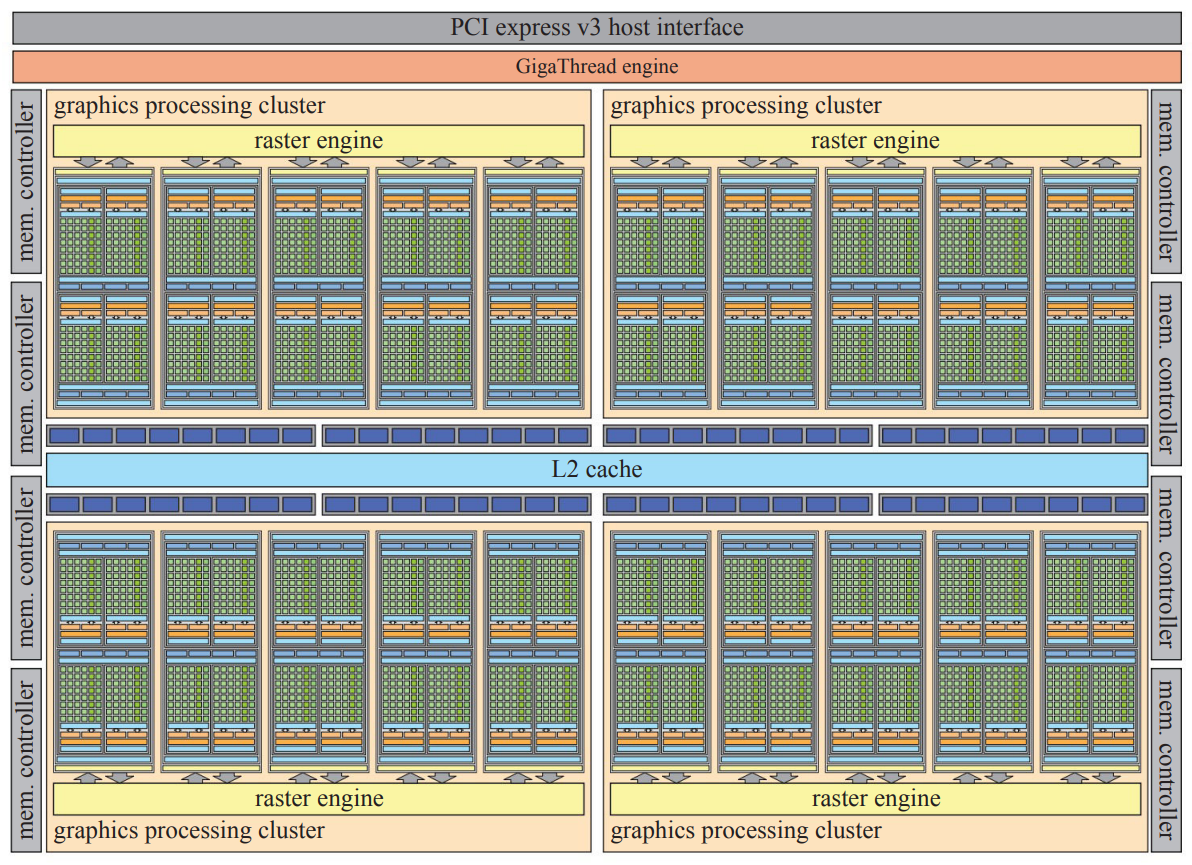 PCI express v3 host interface
GigaThread engine
mem. controller
graphics processing cluster
graphics processing cluster
mem. controller
raster engine
raster engine
mem. controller
mem. controller
L2 cache
mem. controller
mem. controller
mem. controller
mem. controller
raster engine
raster engine
graphics processing cluster
graphics processing cluster